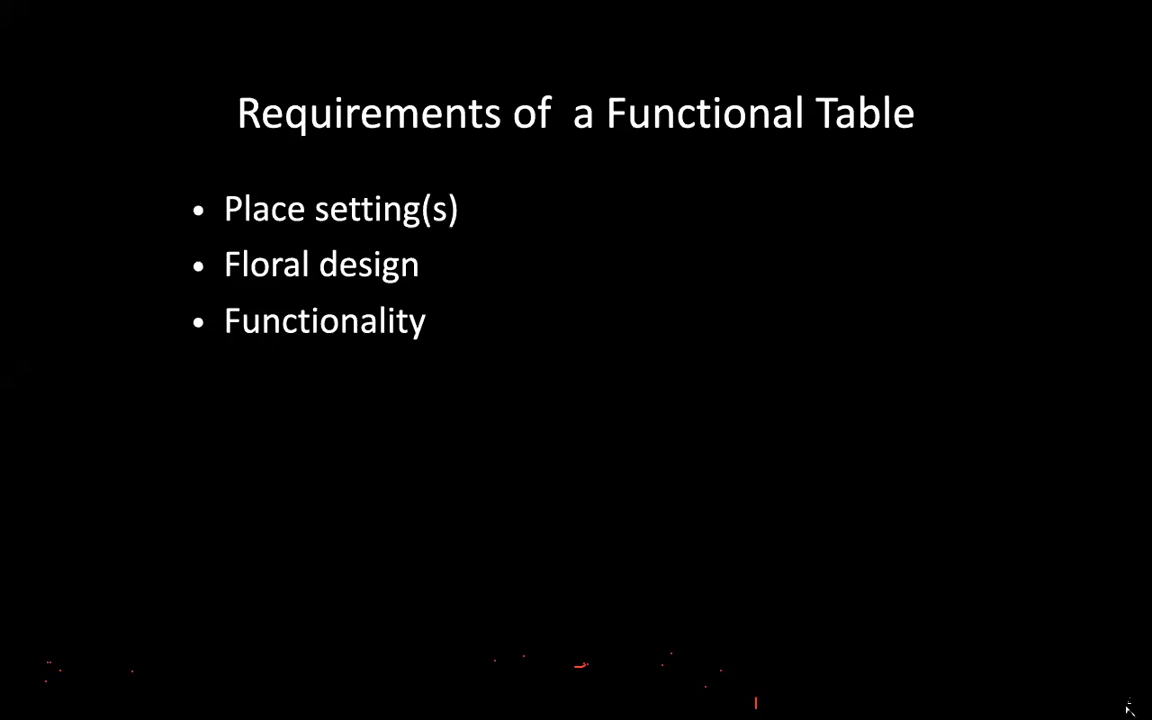 Requirements of  a Functional Table
• Place setting(s)
• Floral design
• Functionality